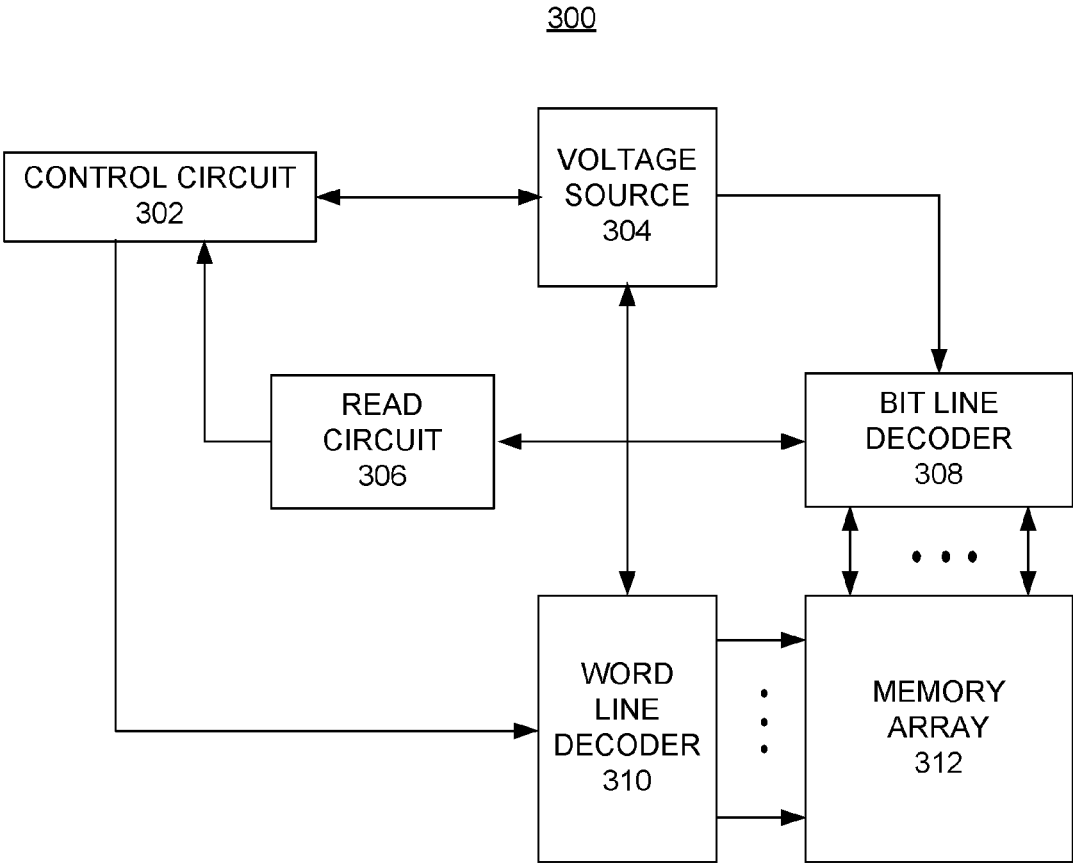 300
CONTROL CIRCUIT
302
VOLTAGE
SOURCE
304
READ
CIRCUIT
306
BIT LINE
DECODER
308
WORD
LINE
DECODER
310
MEMORY
ARRAY
312